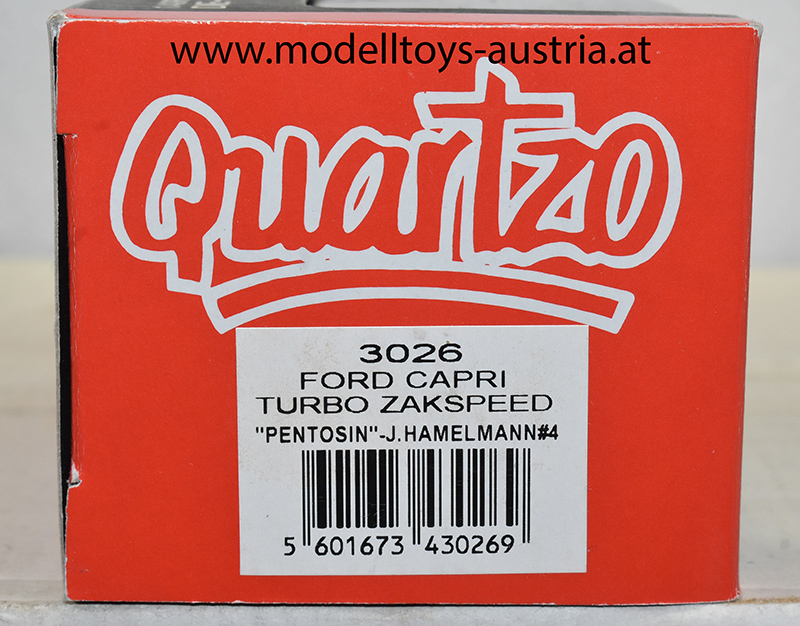 www.modelltoys-austria.at
Quartzo
3026
FORD CAPRI
TURBO ZAKSPEED
"PENTOSIN"-J.HAMELMANN#4
5 601673 430269